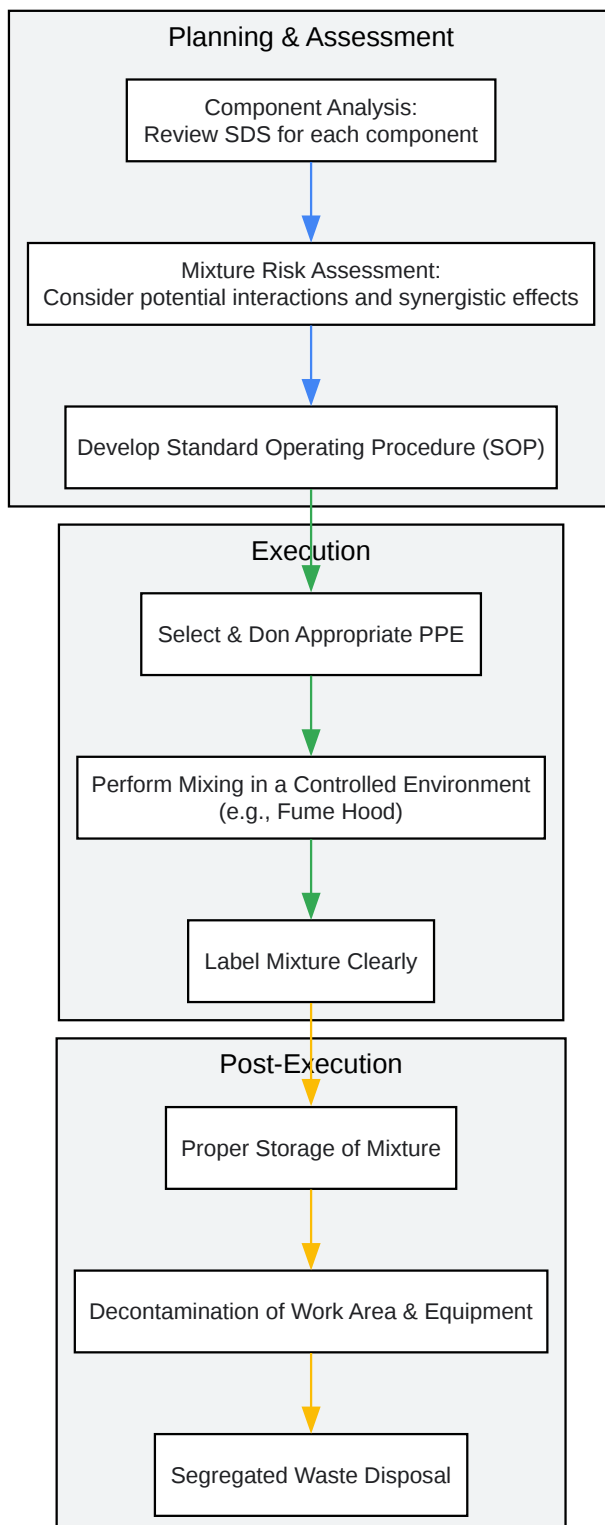 Planning & Assessment
Component Analysis:
Review SDS for each component
Mixture Risk Assessment:
Consider potential interactions and synergistic effects
Develop Standard Operating Procedure (SOP)
Execution
Select & Don Appropriate PPE
Perform Mixing in a Controlled Environment
(e.g., Fume Hood)
Label Mixture Clearly
Post-Execution
Proper Storage of Mixture
Decontamination of Work Area & Equipment
Segregated Waste Disposal